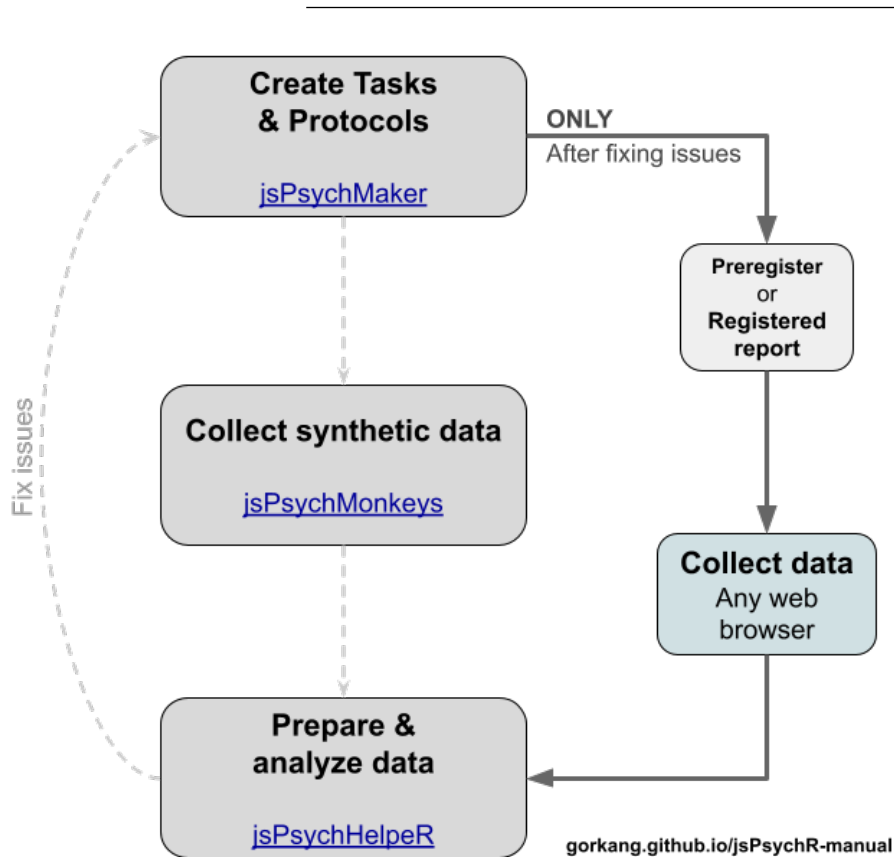 Create Tasks
& Protocols
jsPsychMaker
ONLY
After fixing issues
Preregister
or
Registered
report
Fix issues
Collect synthetic data
jsPsychMonkeys
Collect data
Any web
browser
Prepare &
analyze data
jsPsychHelpeR
gorkang.github.io/jsPsychR-manual